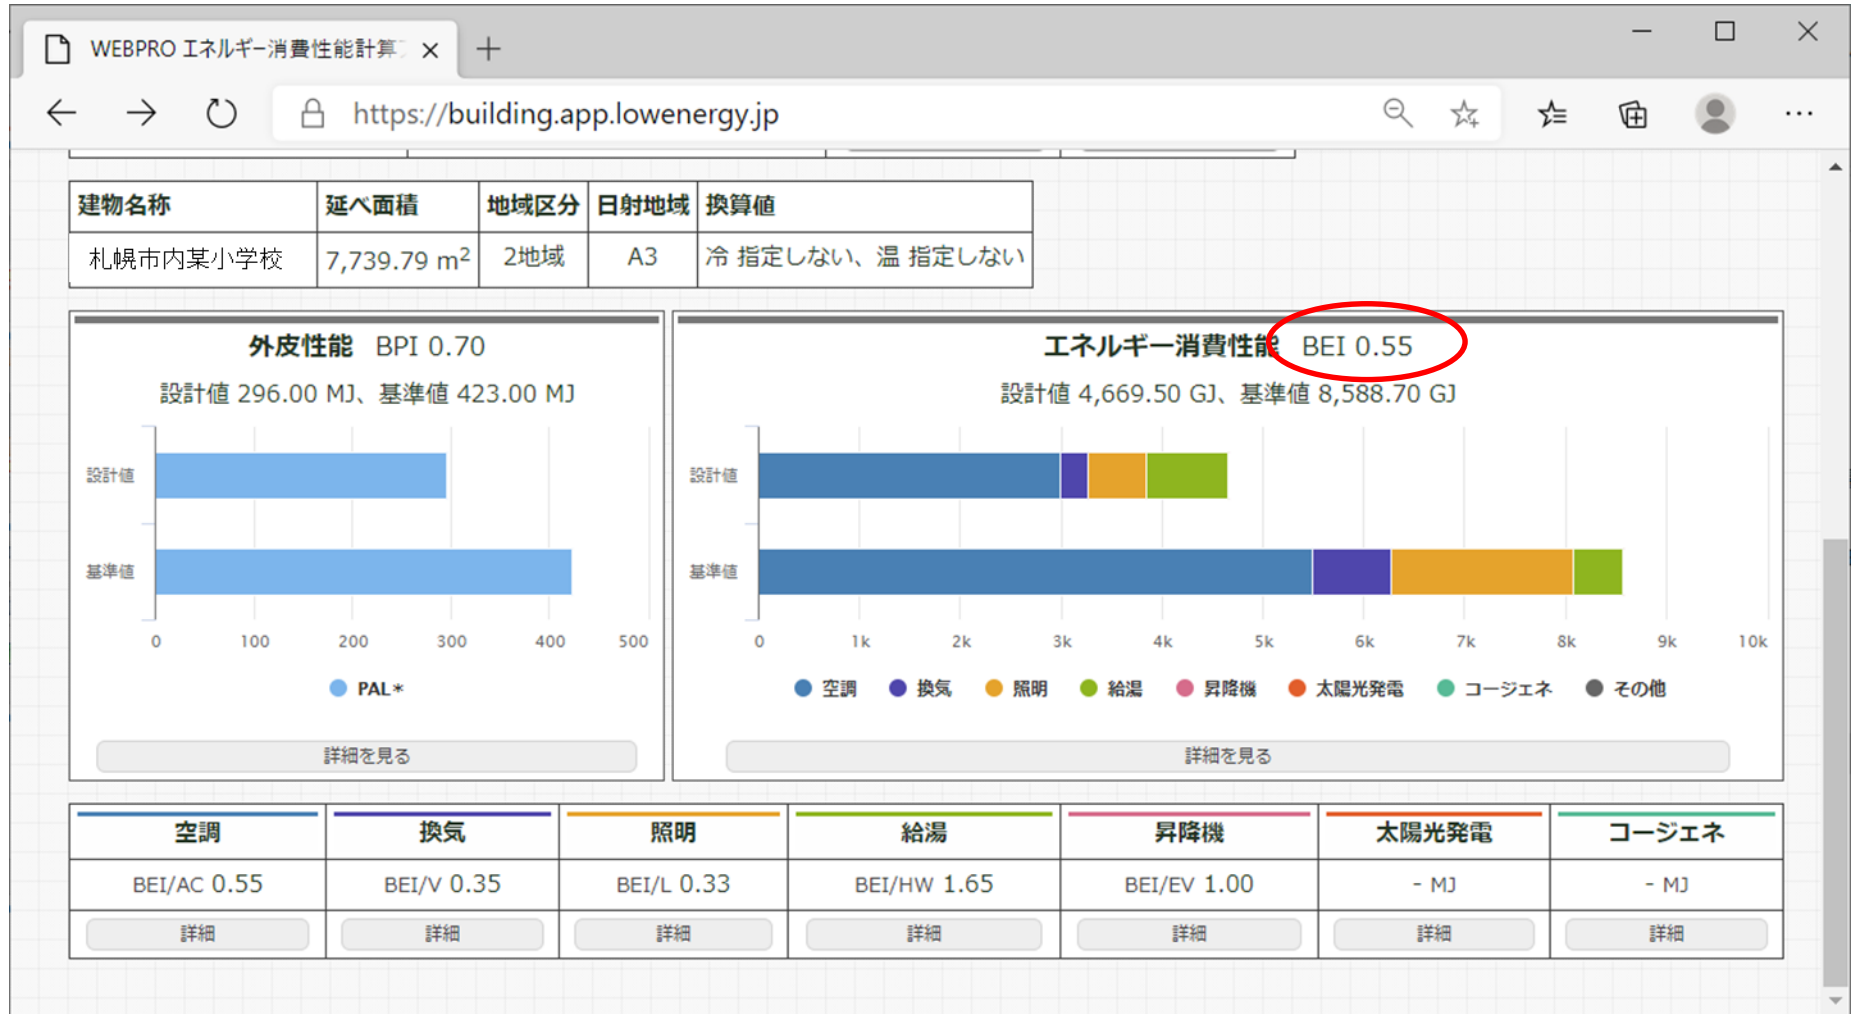 WEBPRO エネルギー消費性能計算
https://building.app.lowenergy.jp
建物名称 延べ面積 地域区分 日射地域 換算値
札幌市内某小学校 7,739.79 m² 2地域 A3 冷 指定しない、温 指定しない
外皮性能 BPI 0.70
設計値 296.00 MJ、基準値 423.00 MJ
設計値
基準値
0 100 200 300 400 500
PAL*
詳細を見る
エネルギー消費性能 BEI 0.55
設計値 4,669.50 GJ、基準値 8,588.70 GJ
設計値
基準値
0 1k 2k 3k 4k 5k 6k 7k 8k 9k 10k
空調 換気 照明 給湯 昇降機 太陽光発電 コージェネ その他
詳細を見る
空調 換気 照明 給湯 昇降機 太陽光発電 コージェネ
BEI/AC 0.55 BEI/V 0.35 BEI/L 0.33 BEI/HW 1.65 BEI/EV 1.00 - MJ - MJ
詳細 詳細 詳細 詳細 詳細 詳細 詳細